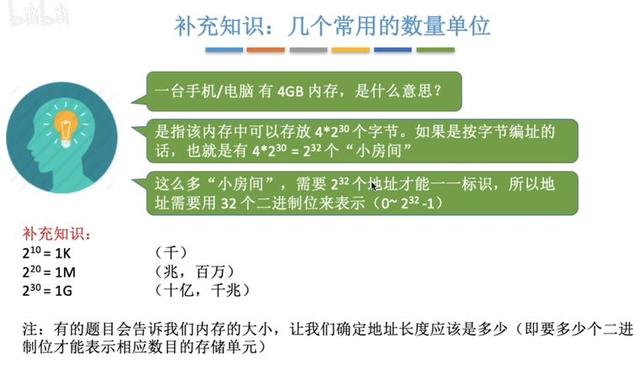 bilibili
补充知识：几个常用的数量单位
一台手机/电脑 有 4GB 内存，是什么意思？
是指该内存中可以存放 4*2³⁰ 个字节。如果是按字节编址的
话，也就是有 4*2³⁰ = 2³² 个“小房间”
这么多“小房间”，需要 2³² 个地址才能一一标识，所以地
址需要用 32 个二进制位来表示（0~ 2³² -1）
补充知识：
2¹⁰ = 1K （千）
2²⁰ = 1M （兆，百万）
2³⁰ = 1G （十亿，千兆）
注：有的题目会告诉我们内存的大小，让我们确定地址长度应该是多少（即要多少个二进
制位才能表示相应数目的存储单元）